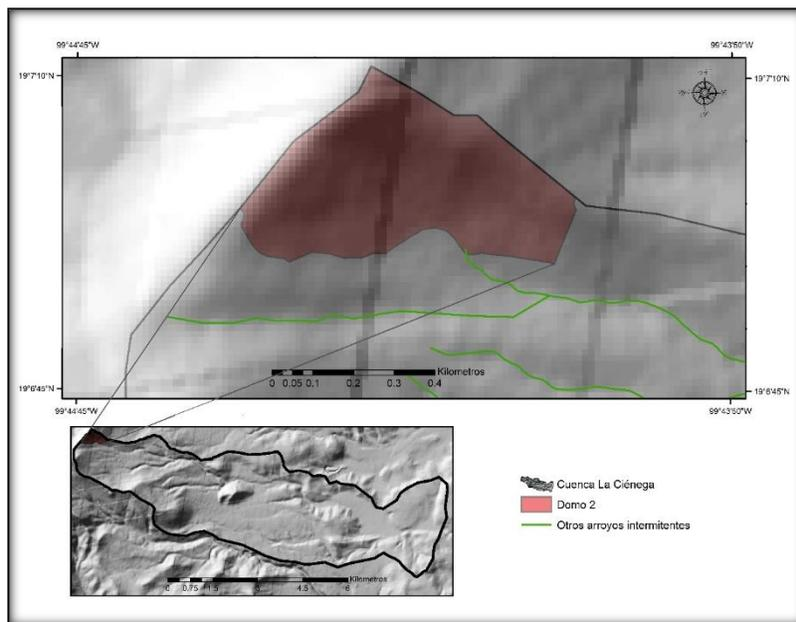 99°44'45"W 99°43'50"W
19°7'10"N 19°7'10"N
Kilometros
0 0.05 0.1 0.2 0.3 0.4
19°6'45"N 19°6'45"N
99°44'45"W 99°43'50"W
Cuenca La Ciénega
Domo 2
Otros arroyos intermitentes
Kilometros
0 0.75 1.5 3 4.5 6